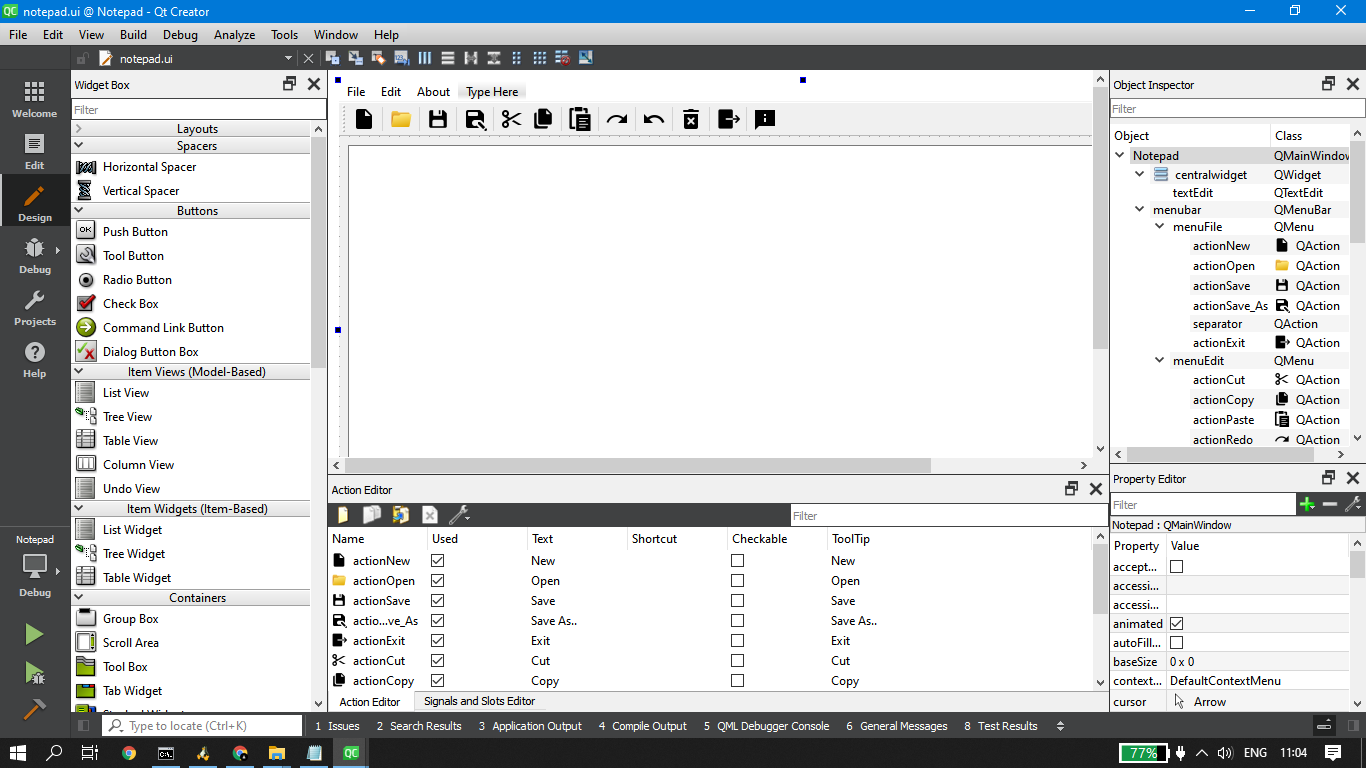 notepad.ui @ Notepad - Qt Creator
File Edit View Build Debug Analyze Tools Window Help
notepad.ui
Welcome
Edit
Design
Debug
Projects
Help
Notepad
Debug
Widget Box
Filter
Layouts
Spacers
Horizontal Spacer
Vertical Spacer
Buttons
OK Push Button
Tool Button
Radio Button
Check Box
Command Link Button
Dialog Button Box
Item Views (Model-Based)
List View
Tree View
Table View
Column View
Undo View
Item Widgets (Item-Based)
List Widget
Tree Widget
Table Widget
Containers
Group Box
Scroll Area
Tool Box
Tab Widget
File Edit About Type Here
Action Editor
Filter
Name Used Text Shortcut Checkable ToolTip
actionNew New New
actionOpen Open Open
actionSave Save Save
actio...ve_As Save As.. Save As..
actionExit Exit Exit
actionCut Cut Cut
actionCopy Copy Copy
Action Editor Signals and Slots Editor
Object Inspector
Filter
Object Class
Notepad QMainWindow
centralwidget QWidget
textEdit QTextEdit
menubar QMenuBar
menuFile QMenu
actionNew QAction
actionOpen QAction
actionSave QAction
actionSave_As QAction
separator QAction
actionExit QAction
menuEdit QMenu
actionCut QAction
actionCopy QAction
actionPaste QAction
actionRedo QAction
Property Editor
Filter
Notepad : QMainWindow
Property Value
accept...
accessi...
accessi...
animated
autoFill...
baseSize 0 x 0
context... DefaultContextMenu
cursor Arrow
Type to locate (Ctrl+K) 1 Issues 2 Search Results 3 Application Output 4 Compile Output 5 QML Debugger Console 6 General Messages 8 Test Results
QC 77% ENG 11:04